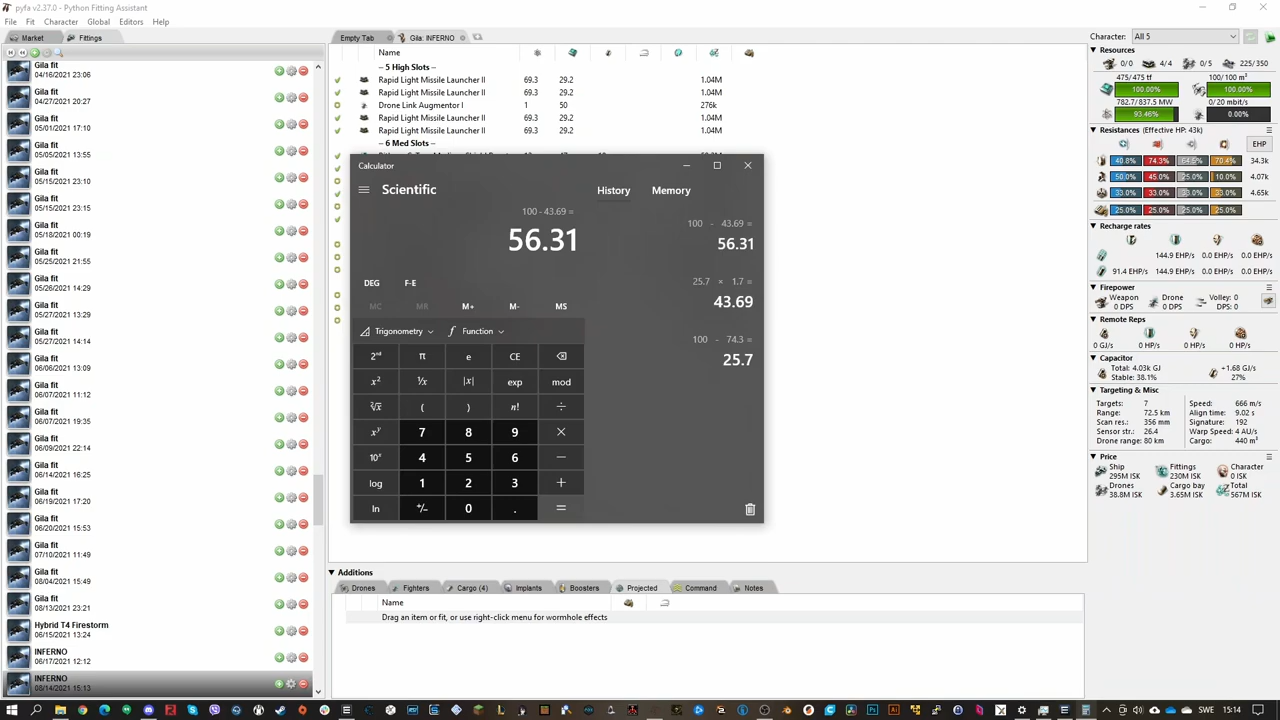 pyfa v2.37.0 - Python Fitting Assistant
File Fit Character Global Editors Help
Market Fittings
Gila fit
04/16/2021 23:06
Gila fit
04/27/2021 20:27
Gila fit
05/01/2021 17:10
Gila fit
05/05/2021 13:55
Gila fit
05/15/2021 23:10
Gila fit
05/15/2021 23:15
Gila fit
05/18/2021 00:19
Gila fit
05/25/2021 21:55
Gila fit
05/26/2021 14:29
Gila fit
05/27/2021 13:29
Gila fit
05/27/2021 14:14
Gila fit
06/06/2021 13:09
Gila fit
06/07/2021 11:12
Gila fit
06/07/2021 19:35
Gila fit
06/09/2021 22:14
Gila fit
06/14/2021 16:25
Gila fit
06/19/2021 17:20
Gila fit
06/20/2021 15:53
Gila fit
07/10/2021 11:49
Gila fit
08/04/2021 15:49
Gila fit
08/13/2021 23:21
Hybrid T4 Firestorm
06/15/2021 13:24
INFERNO
06/17/2021 12:12
INFERNO
08/14/2021 15:13
Empty Tab Gila: INFERNO
Name
-- 5 High Slots --
Rapid Light Missile Launcher II 69.3 29.2 1.04M
Rapid Light Missile Launcher II 69.3 29.2 1.04M
Drone Link Augmentor I 1 50 276k
Rapid Light Missile Launcher II 69.3 29.2 1.04M
Rapid Light Missile Launcher II 69.3 29.2 1.04M
-- 6 Med Slots --
Calculator
Scientific
History Memory
100 - 43.69 =
56.31
DEG F-E
MC MR M+ M- MS
Trigonometry Function
2ⁿᵈ π e CE
x² ¹/x |x| exp mod
²√x ( ) n! ÷
xʸ 7 8 9 ×
10ˣ 4 5 6 −
log 1 2 3 +
ln +/− 0 . =
100 - 43.69 =
56.31
25.7 × 1.7 =
43.69
100 - 74.3 =
25.7
Additions
Drones Fighters Cargo (4) Implants Boosters Projected Command Notes
Name
Drag an item or fit, or use right-click menu for wormhole effects
Character: All 5
Resources
0/0 4/4 0/5 225/350
475/475 tf 100/100 m³
100.00% 100.00%
782.7/837.5 MW 0/20 mbit/s
93.46% 0.00%
Resistances (Effective HP: 43k)
EHP
40.8% 74.3% 64.6% 70.4% 34.3k
50.0% 45.0% 25.0% 10.0% 4.07k
33.0% 33.0% 33.0% 33.0% 4.65k
25.0% 25.0% 25.0% 25.0%
Recharge rates
144.9 EHP/s 0.0 EHP/s 0.0 EHP/s
91.4 EHP/s 144.9 EHP/s 0.0 EHP/s 0.0 EHP/s
Firepower
Weapon 0 DPS
Drone 0 DPS
Volley: 0
DPS: 0
Remote Reps
0 GJ/s 0 HP/s 0 HP/s 0 HP/s
Capacitor
Total: 4.03k GJ +1.68 GJ/s
Stable: 38.1% 27%
Targeting & Misc
Targets: 7 Speed: 666 m/s
Range: 72.5 km Align time: 9.02 s
Scan res.: 356 mm Signature: 192
Sensor str.: 26.4 Warp Speed: 4 AU/s
Drone range: 80 km Cargo: 440 m³
Price
Ship 295M ISK
Fittings 230M ISK
Character 0 ISK
Drones 38.8M ISK
Cargo bay 3.65M ISK
Total 567M ISK
SWE 15:14